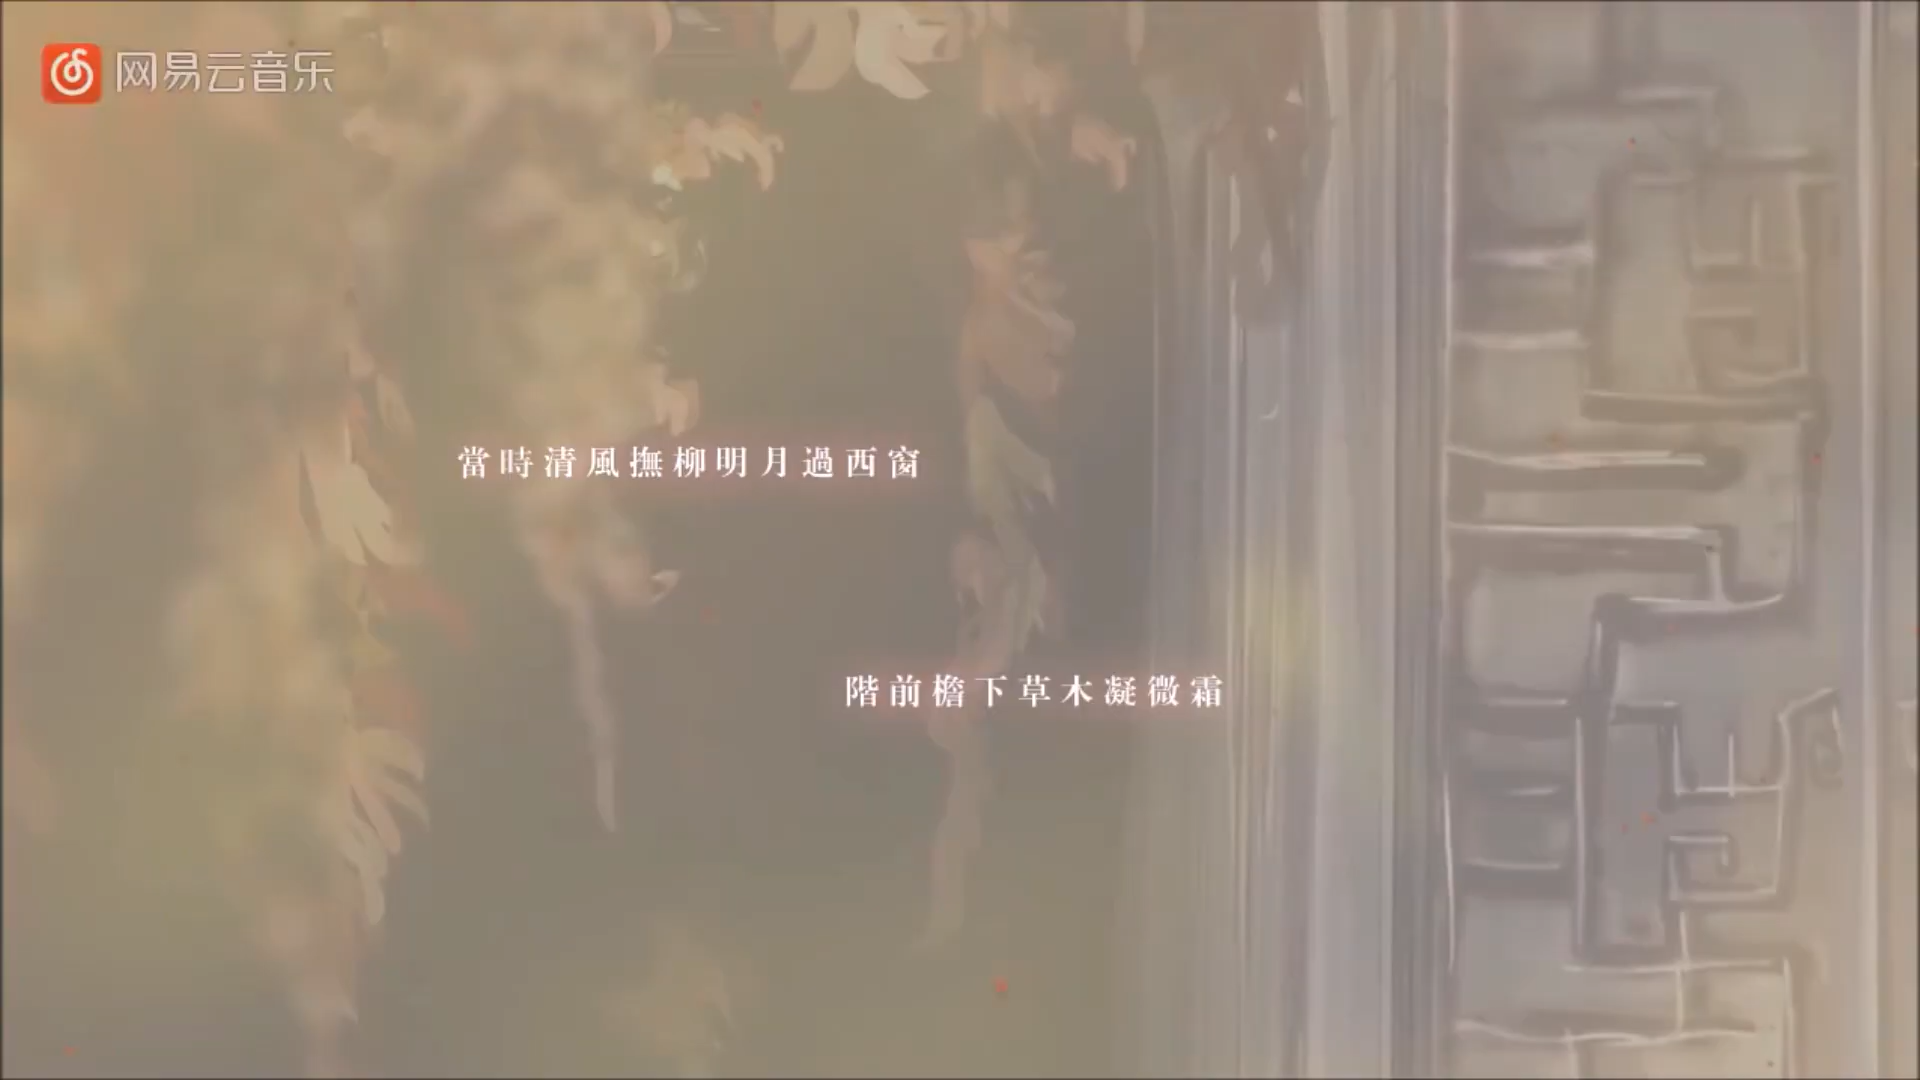 网易云音乐
當時清風撫柳明月過西窗
階前檐下草木凝微霜